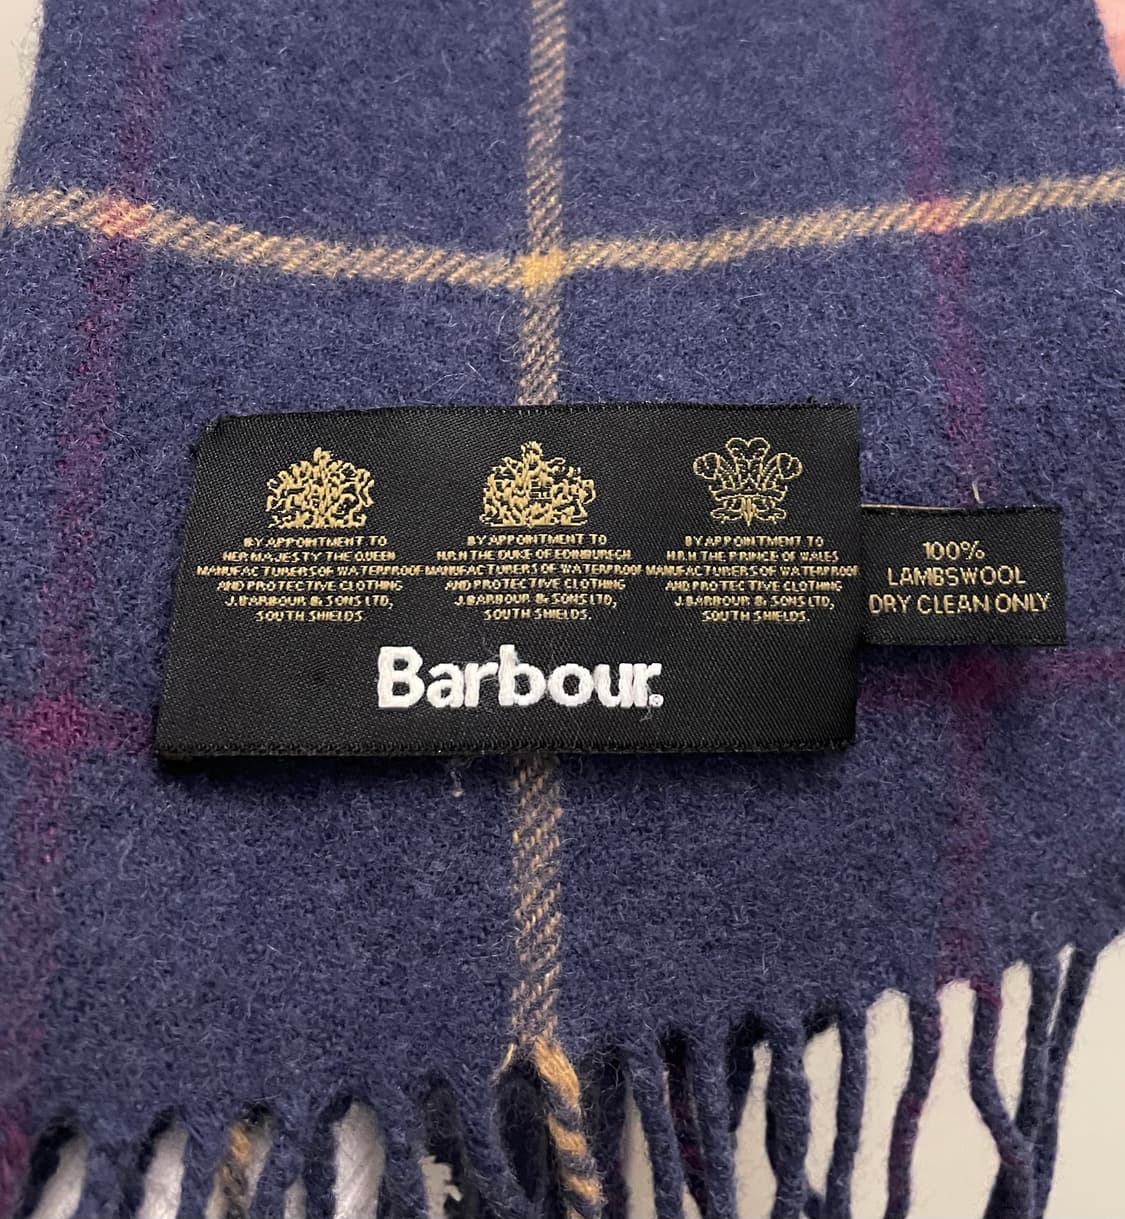 BY APPOINTMENT TO
HER MAJESTY THE QUEEN
MANUFACTURERS OF WATERPROOF
AND PROTECTIVE CLOTHING
J.BARBOUR & SONS LTD,
SOUTH SHIELDS.
BY APPOINTMENT TO
H.R.H THE DUKE OF EDINBURGH
MANUFACTURERS OF WATERPROOF
AND PROTECTIVE CLOTHING
J.BARBOUR & SONS LTD,
SOUTH SHIELDS.
BY APPOINTMENT TO
H.R.H THE PRINCE OF WALES
MANUFACTURERS OF WATERPROOF
AND PROTECTIVE CLOTHING
J.BARBOUR & SONS LTD,
SOUTH SHIELDS.
Barbour.
100%
LAMBSWOOL
DRY CLEAN ONLY